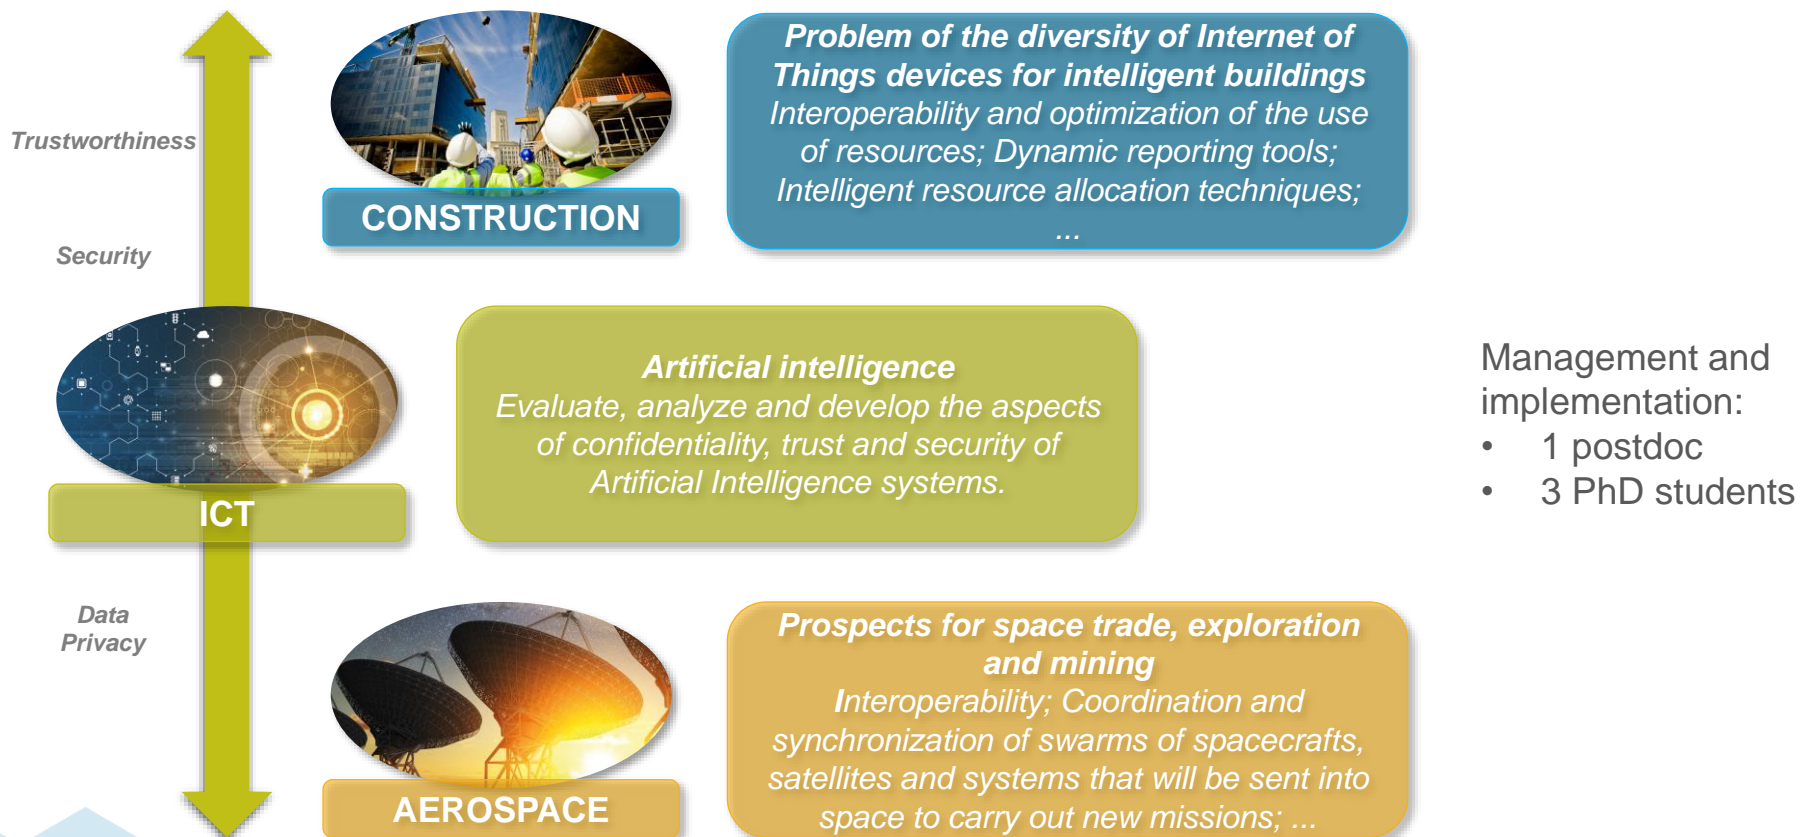 Trustworthiness
Security
Data
Privacy
CONSTRUCTION
Problem of the diversity of Internet of
Things devices for intelligent buildings
Interoperability and optimization of the use
of resources; Dynamic reporting tools;
Intelligent resource allocation techniques;
...
ICT
Artificial intelligence
Evaluate, analyze and develop the aspects
of confidentiality, trust and security of
Artificial Intelligence systems.
Management and
implementation:
• 1 postdoc
• 3 PhD students
AEROSPACE
Prospects for space trade, exploration
and mining
Interoperability; Coordination and
synchronization of swarms of spacecrafts,
satellites and systems that will be sent into
space to carry out new missions; ...